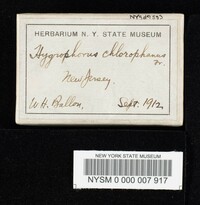 HERBARIUM N. Y. STATE MUSEUM
Hygrophorus chlorophanus
Fr.
New Jersey.
W. H. Ballou. Sept. 1912.
NEW YORK STATE MUSEUM
NYSM 0 000 007 917